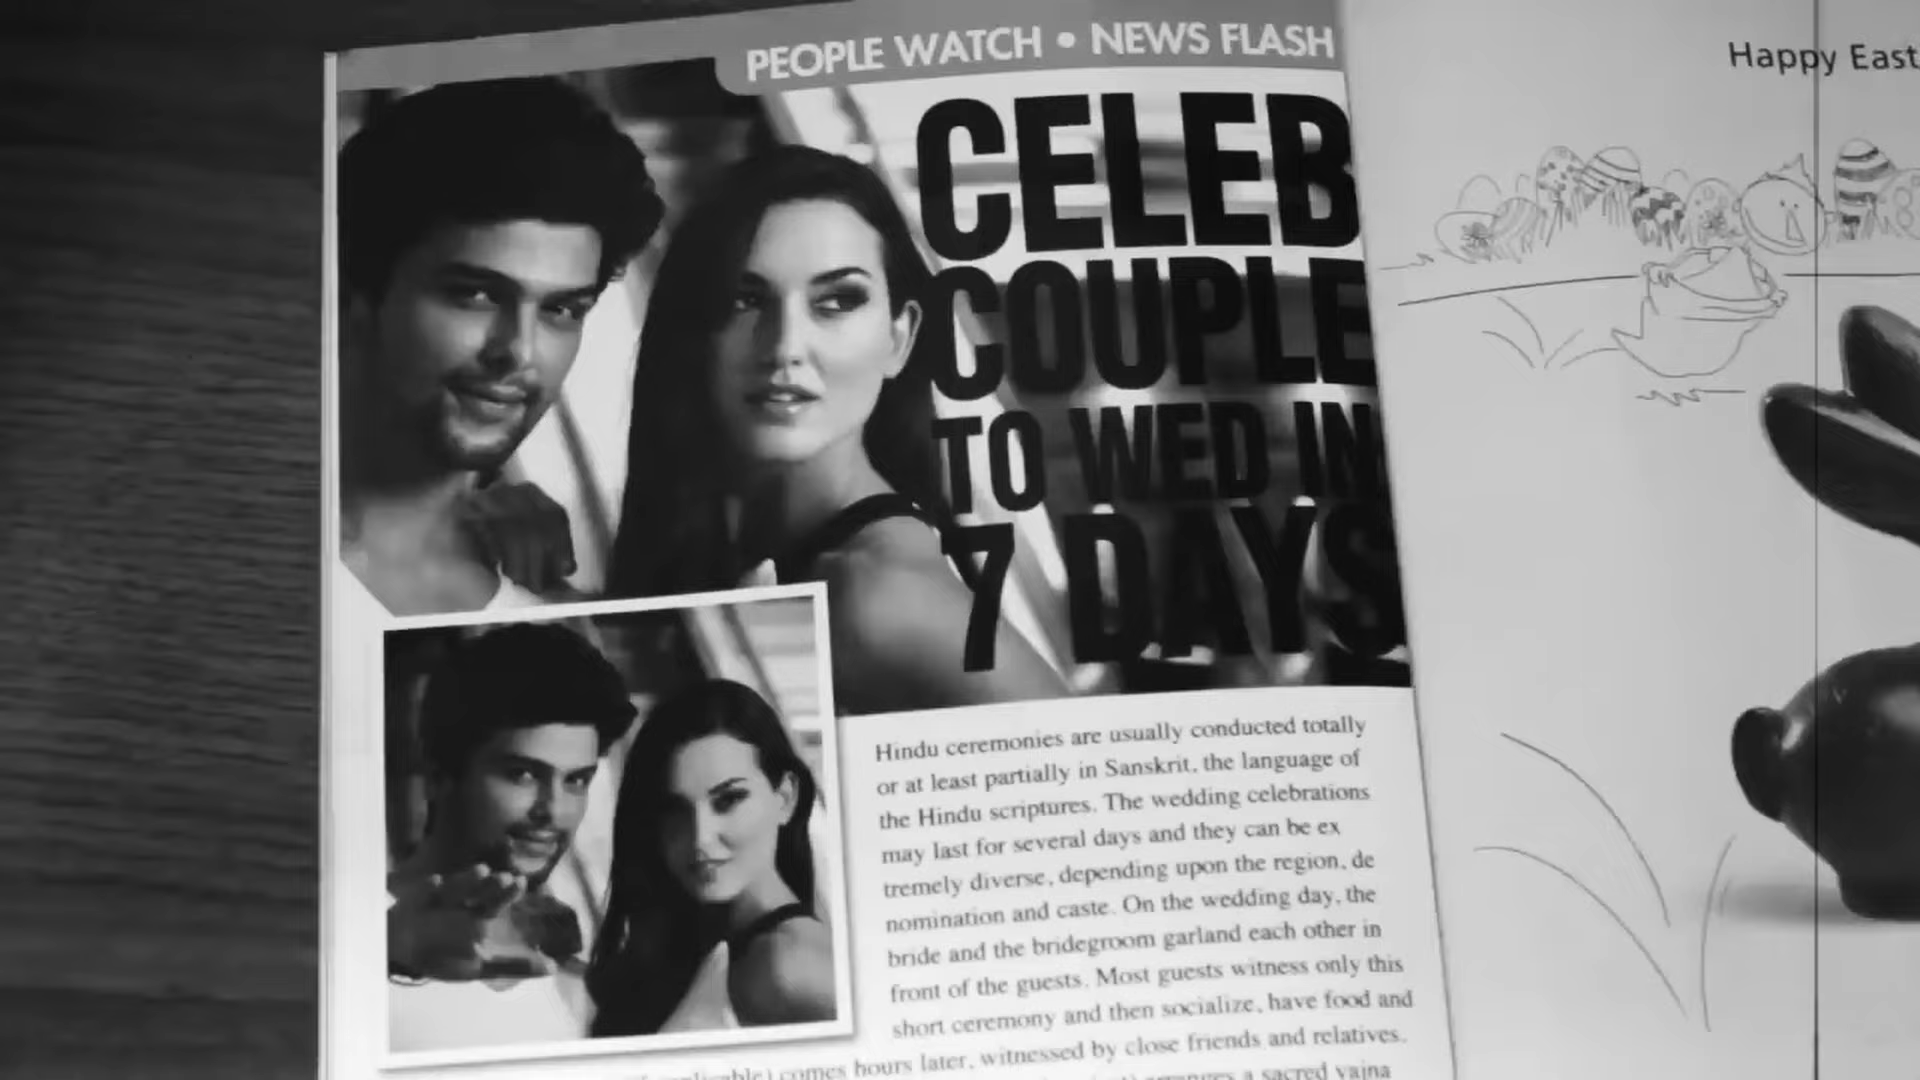 PEOPLE WATCH • NEWS FLASH
CELEB
COUPLE
TO WED IN
7 DAYS
Hindu ceremonies are usually conducted totally
or at least partially in Sanskrit, the language of
the Hindu scriptures. The wedding celebrations
may last for several days and they can be ex
tremely diverse, depending upon the region, de
nomination and caste. On the wedding day, the
bride and the bridegroom garland each other in
front of the guests. Most guests witness only this
short ceremony and then socialize, have food and
comes hours later, witnessed by close friends and relatives.
a sacred yajna
Happy East